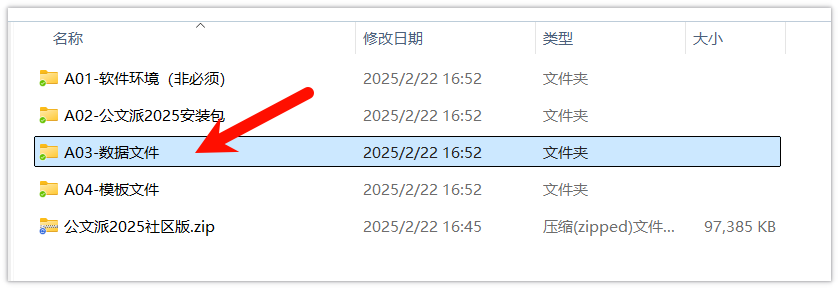 名称 修改日期 类型 大小
A01-软件环境（非必须） 2025/2/22 16:52 文件夹
A02-公文派2025安装包 2025/2/22 16:52 文件夹
A03-数据文件 2025/2/22 16:52 文件夹
A04-模板文件 2025/2/22 16:52 文件夹
公文派2025社区版.zip 2025/2/22 16:45 压缩(zipped)文件... 97,385 KB